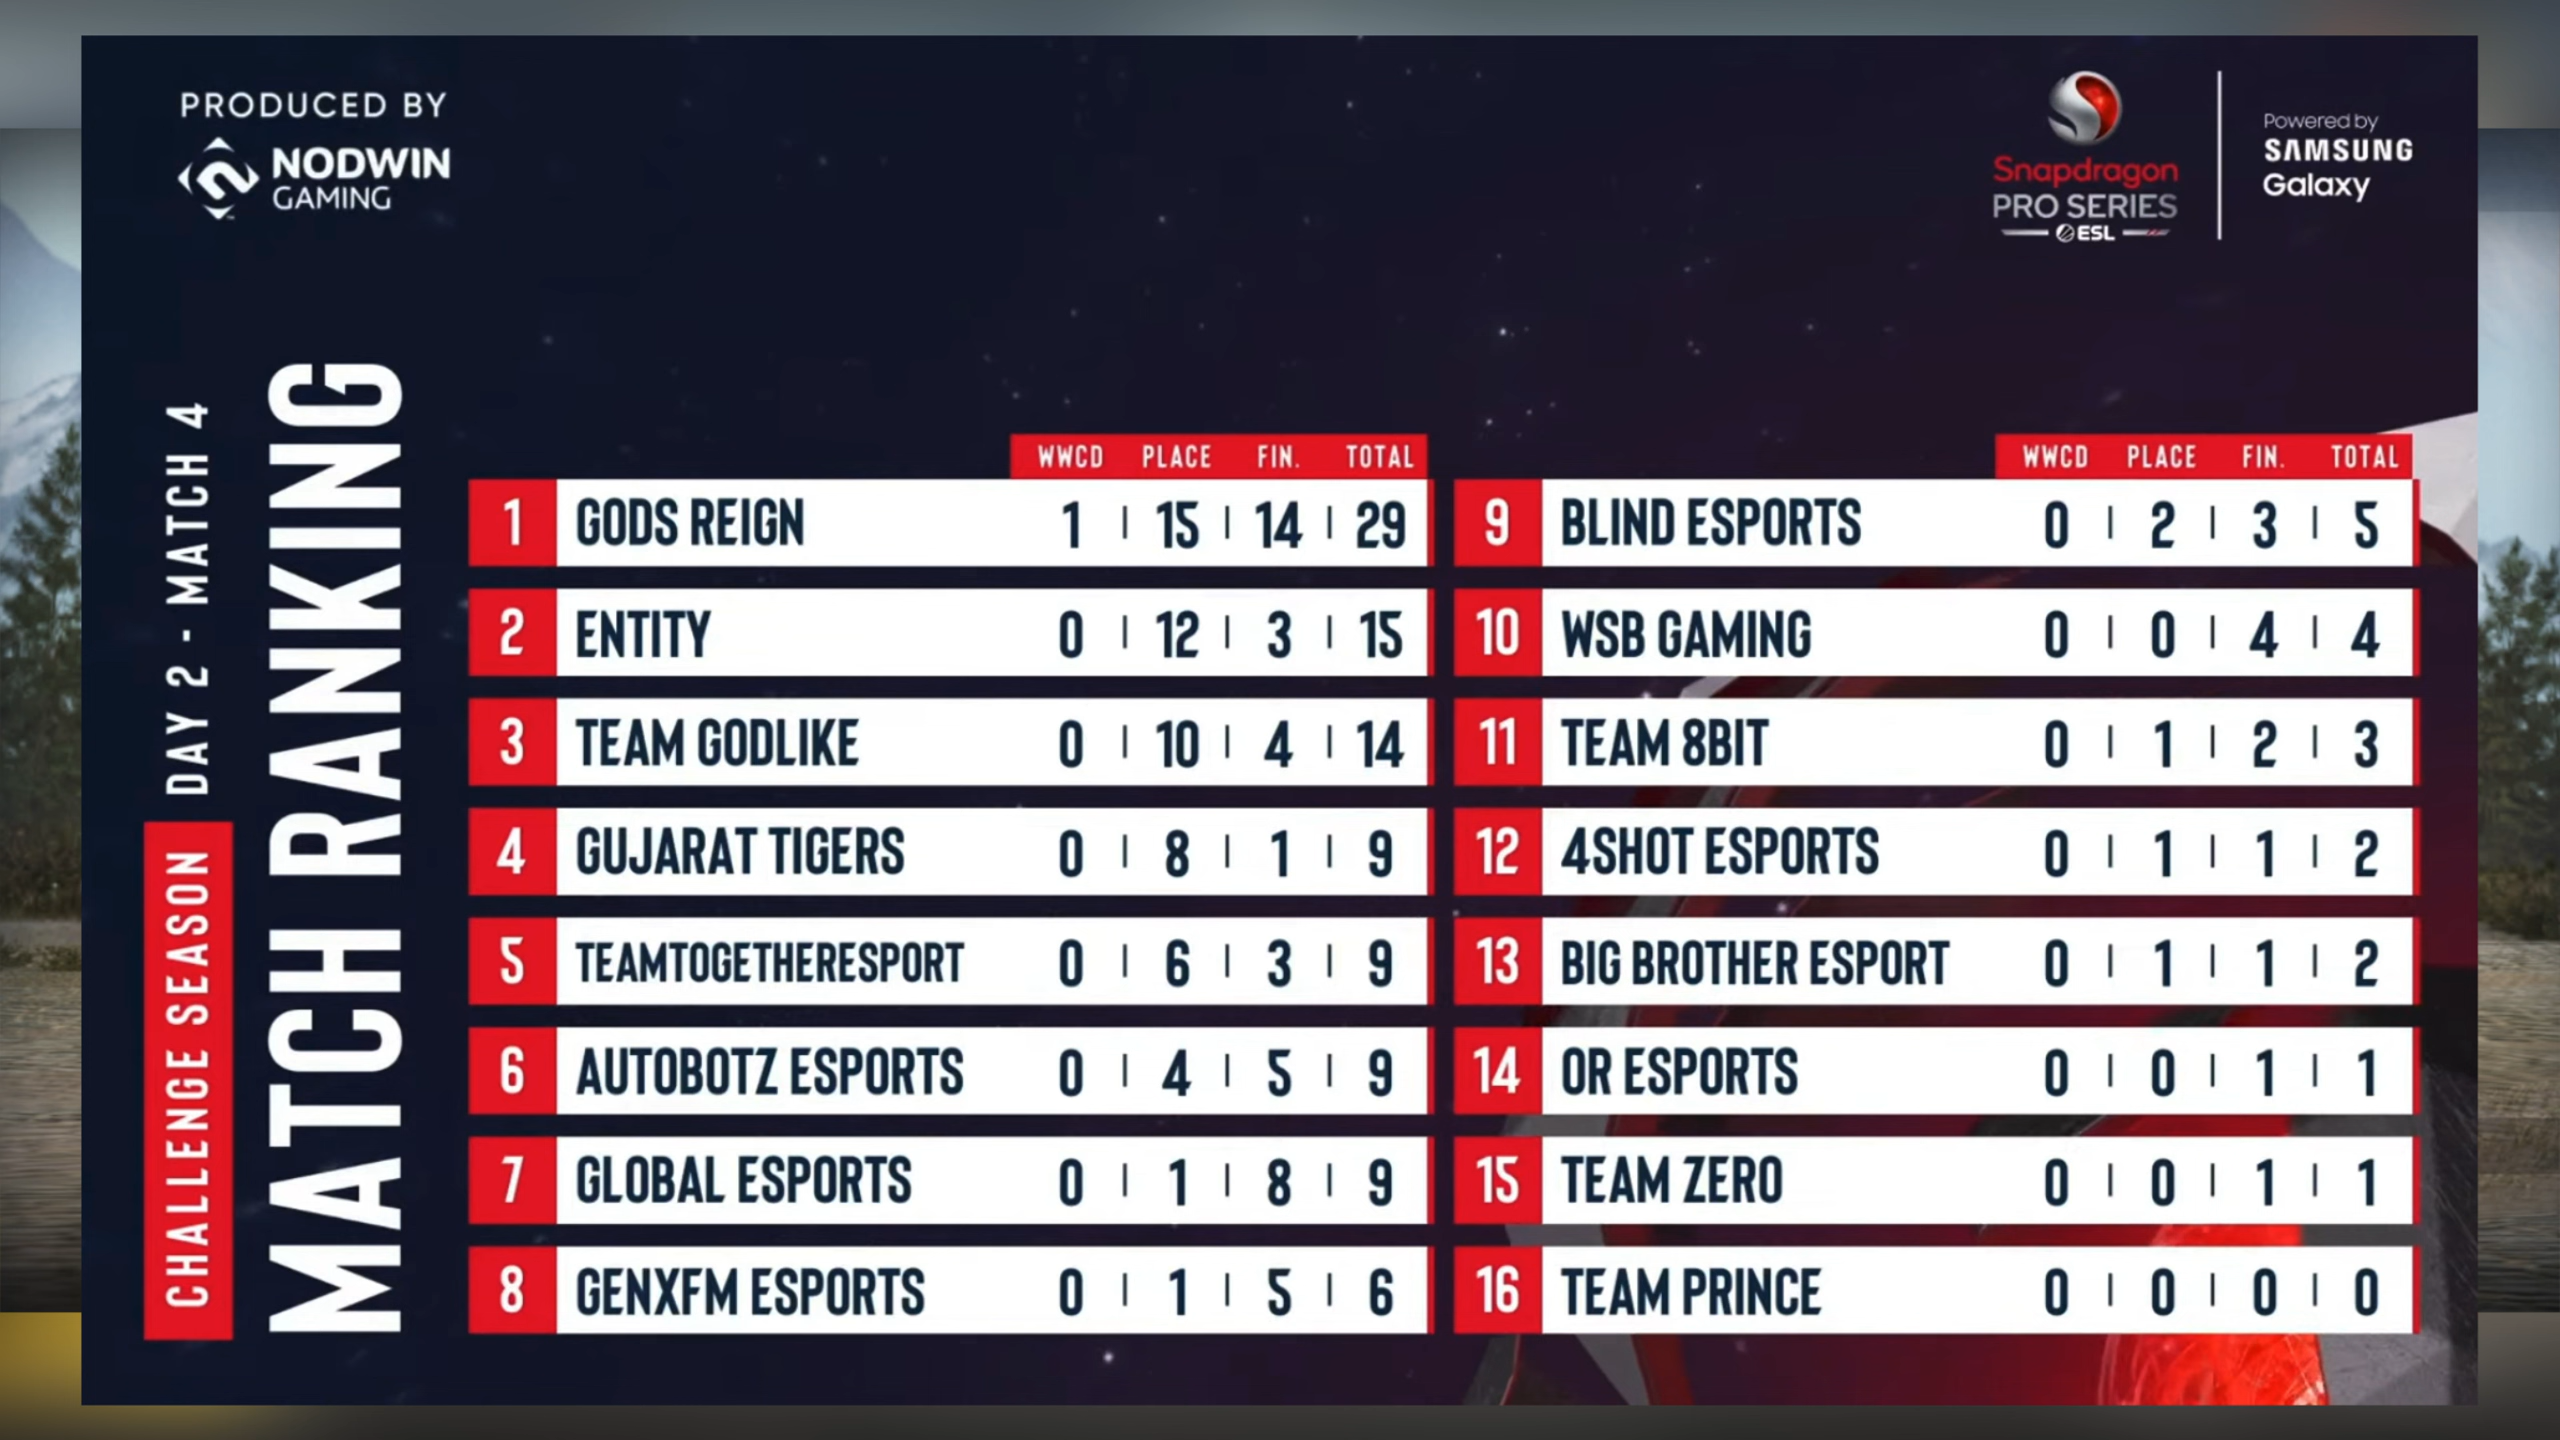 PRODUCED BY
NODWIN
GAMING
Snapdragon
PRO SERIES
ESL
Powered by
SAMSUNG
Galaxy
CHALLENGE SEASON DAY 2 - MATCH 4
MATCH RANKING
WWCD PLACE FIN. TOTAL
1 GODS REIGN 1 15 14 29
2 ENTITY 0 12 3 15
3 TEAM GODLIKE 0 10 4 14
4 GUJARAT TIGERS 0 8 1 9
5 TEAMTOGETHERESPORT 0 6 3 9
6 AUTOBOTZ ESPORTS 0 4 5 9
7 GLOBAL ESPORTS 0 1 8 9
8 GENXFM ESPORTS 0 1 5 6
WWCD PLACE FIN. TOTAL
9 BLIND ESPORTS 0 2 3 5
10 WSB GAMING 0 0 4 4
11 TEAM 8BIT 0 1 2 3
12 4SHOT ESPORTS 0 1 1 2
13 BIG BROTHER ESPORT 0 1 1 2
14 OR ESPORTS 0 0 1 1
15 TEAM ZERO 0 0 1 1
16 TEAM PRINCE 0 0 0 0